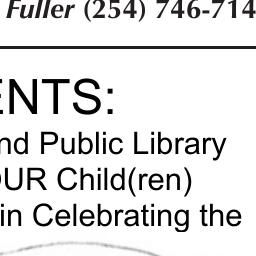 Fuller (254) 746-714
ENTS:
nd Public Library
OUR Child(ren)
in Celebrating the